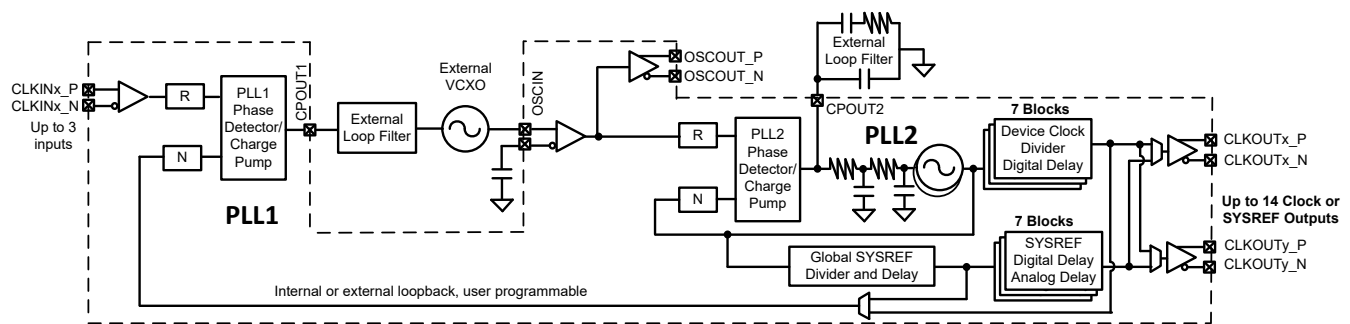 CLKINx_P
CLKINx_N
Up to 3
inputs
R
N
PLL1
Phase
Detector/
Charge
Pump
PLL1
CPOUT1
External
Loop Filter
External
VCXO
OSCIN
OSCOUT_P
OSCOUT_N
External
Loop Filter
CPOUT2
R
N
PLL2
Phase
Detector/
Charge
Pump
PLL2
7 Blocks
Device Clock
Divider
Digital Delay
CLKOUTx_P
CLKOUTx_N
Up to 14 Clock or
SYSREF Outputs
7 Blocks
SYSREF
Digital Delay
Analog Delay
CLKOUTy_P
CLKOUTy_N
Global SYSREF
Divider and Delay
Internal or external loopback, user programmable